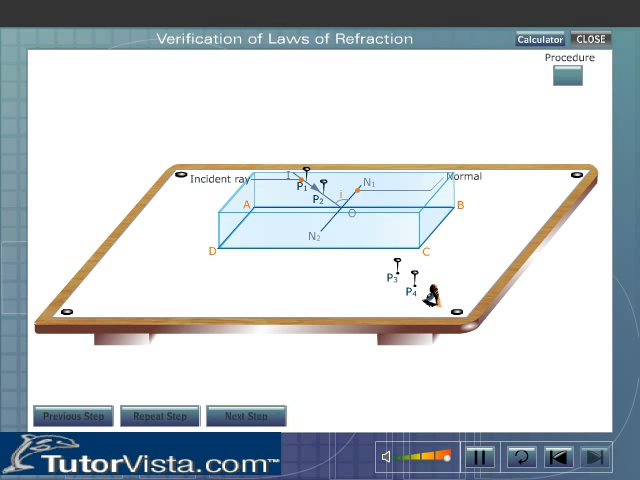 Verification of Laws of Refraction
Calculator
CLOSE
Procedure
Incident ray
I
P1
P2
N1
Normal
i
A
B
O
N2
D
C
P3
P4
Previous Step
Repeat Step
Next Step
TutorVista.com™